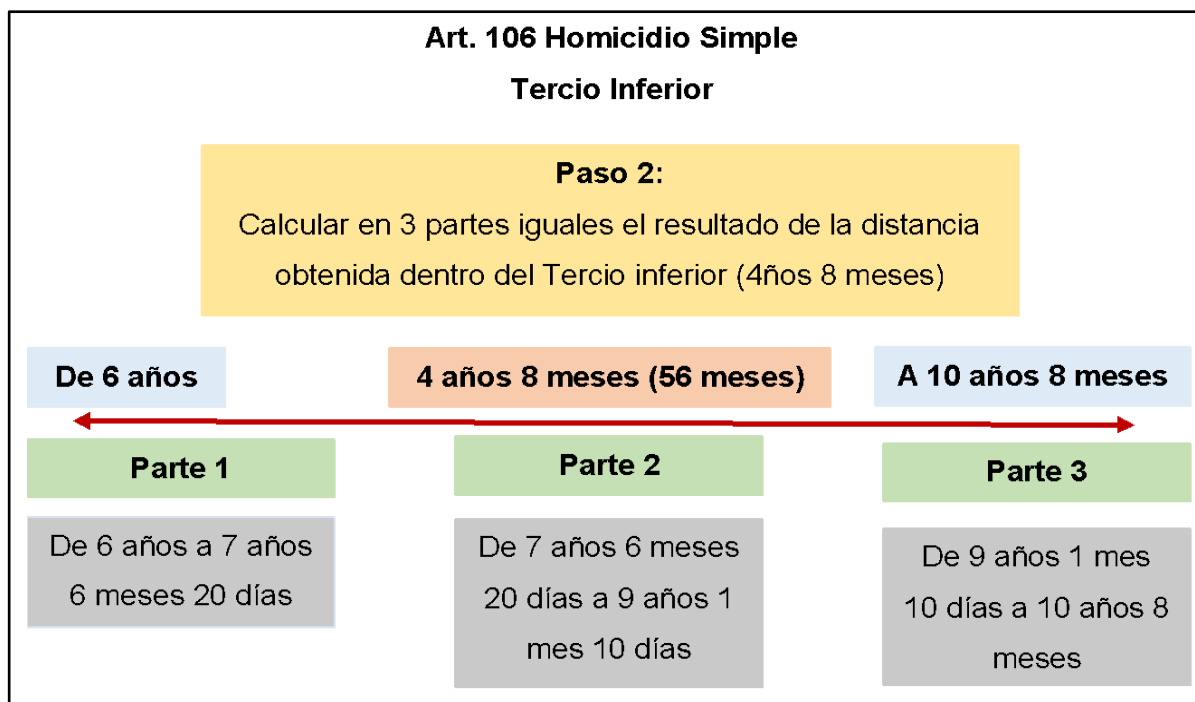 Art. 106 Homicidio Simple
Tercio Inferior
Paso 2:
Calcular en 3 partes iguales el resultado de la distancia
obtenida dentro del Tercio inferior (4ños 8 meses)
De 6 años
4 años 8 meses (56 meses)
A 10 años 8 meses
Parte 1
Parte 2
Parte 3
De 6 años a 7 años
6 meses 20 días
De 7 años 6 meses
20 días a 9 años 1
mes 10 días
De 9 años 1 mes
10 días a 10 años 8
meses